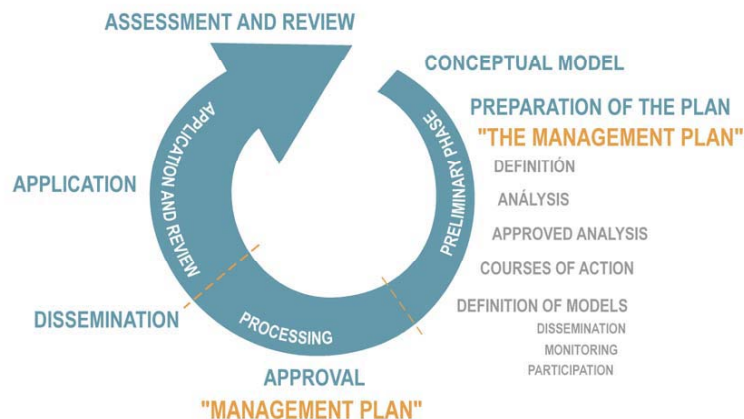 ASSESSMENT AND REVIEW
CONCEPTUAL MODEL
PREPARATION OF THE PLAN
"THE MANAGEMENT PLAN"
DEFINITIÓN
ANÁLYSIS
APPROVED ANALYSIS
COURSES OF ACTION
DEFINITION OF MODELS
DISSEMINATION
MONITORING
PARTICIPATION
PRELIMINARY PHASE
PROCESSING
APPROVAL
"MANAGEMENT PLAN"
DISSEMINATION
APPLICATION
APPLICATION AND REVIEW